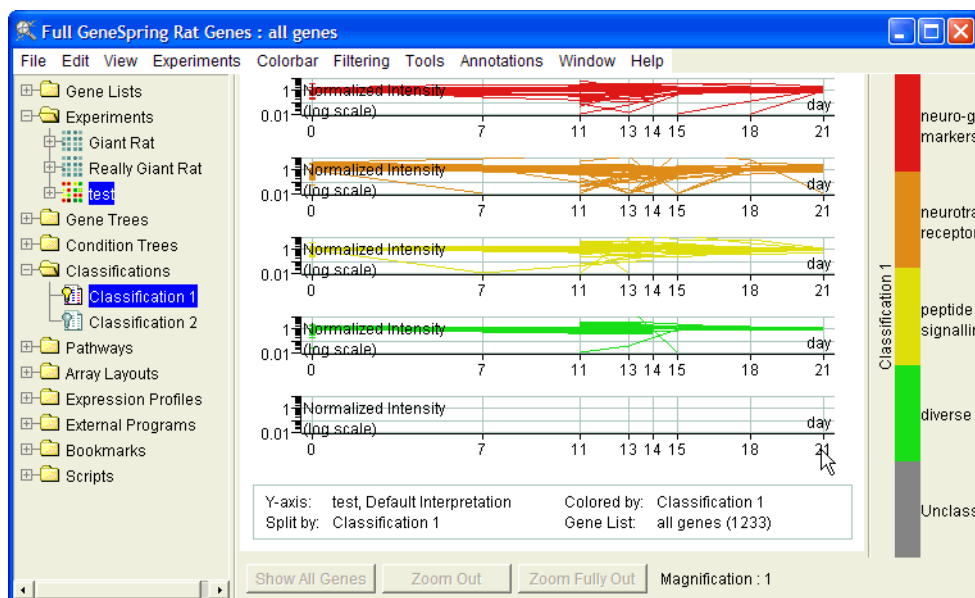 Full GeneSpring Rat Genes : all genes
File Edit View Experiments Colorbar Filtering Tools Annotations Window Help
Gene Lists
Experiments
Giant Rat
Really Giant Rat
test
Gene Trees
Condition Trees
Classifications
Classification 1
Classification 2
Pathways
Array Layouts
Expression Profiles
External Programs
Bookmarks
Scripts
1 Normalized Intensity
(log scale) day
0.01
0 7 11 13 14 15 18 21
1 Normalized Intensity
(log scale) day
0.01
0 7 11 13 14 15 18 21
1 Normalized Intensity
(log scale) day
0.01
0 7 11 13 14 15 18 21
1 Normalized Intensity
(log scale) day
0.01
0 7 11 13 14 15 18 21
1 Normalized Intensity
(log scale) day
0.01
0 7 11 13 14 15 18 21
Y-axis: test, Default Interpretation Colored by: Classification 1
Split by: Classification 1 Gene List: all genes (1233)
Show All Genes Zoom Out Zoom Fully Out Magnification : 1
Classification 1
neuro-g
markers
neurotra
receptor
peptide
signallin
diverse
Unclass